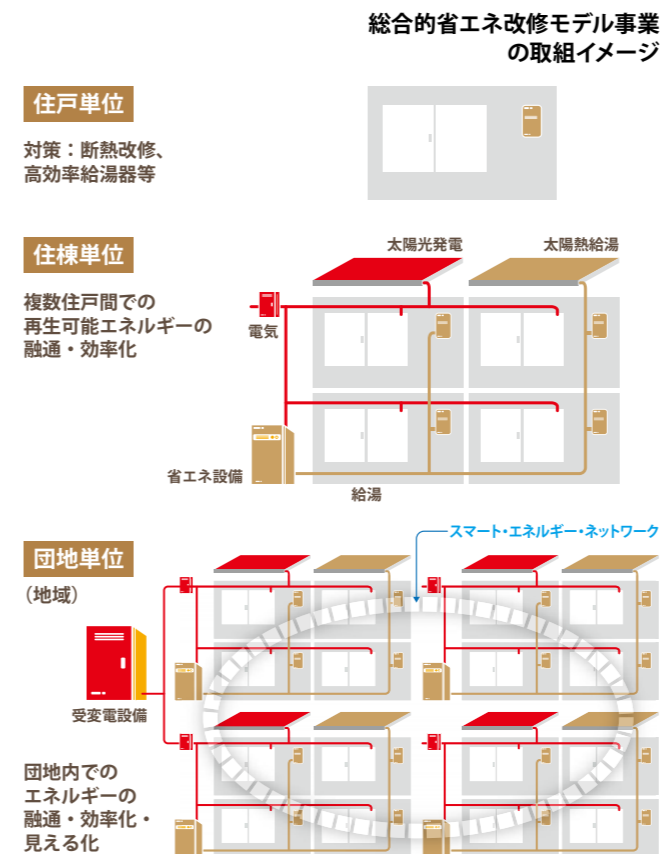 総合的省エネ改修モデル事業
の取組イメージ
住戸単位
対策：断熱改修、
高効率給湯器等
住棟単位
太陽光発電
太陽熱給湯
複数住戸間での
再生可能エネルギーの
融通・効率化
電気
省エネ設備
給湯
スマート・エネルギー・ネットワーク
団地単位
（地域）
受変電設備
団地内での
エネルギーの
融通・効率化・
見える化